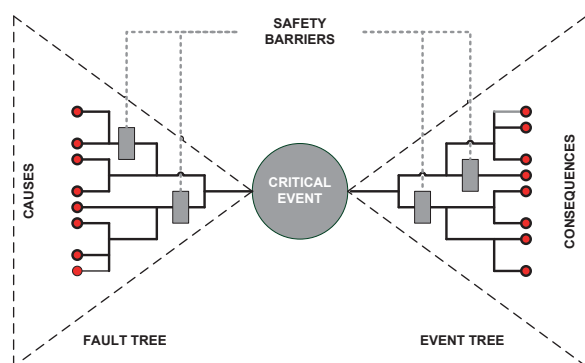 SAFETY
BARRIERS
CAUSES
CRITICAL
EVENT
CONSEQUENCES
FAULT TREE
EVENT TREE